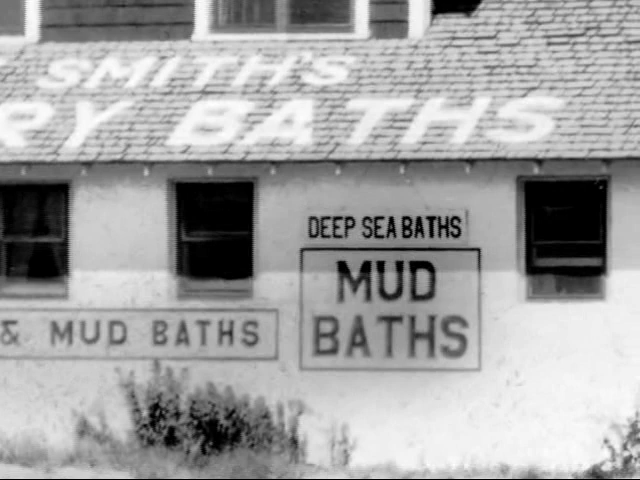 SMITH'S
RY BATHS
DEEP SEA BATHS
MUD
BATHS
& MUD BATHS